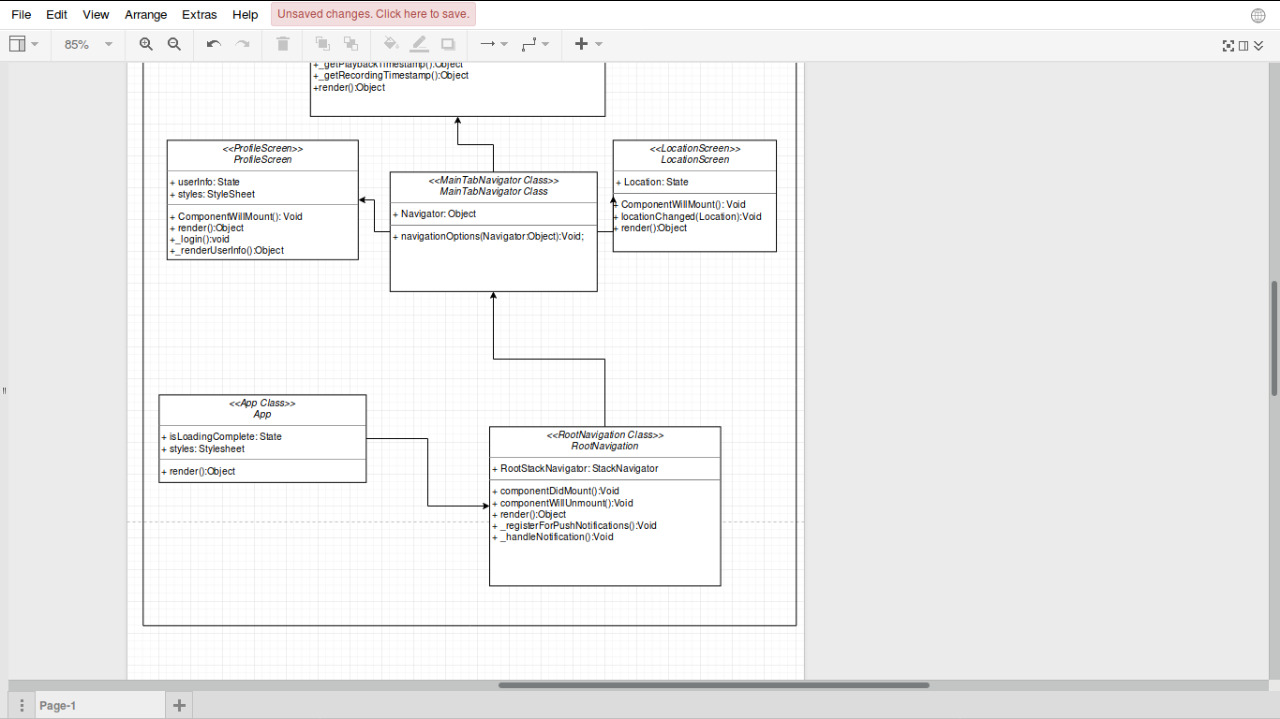 File Edit View Arrange Extras Help Unsaved changes. Click here to save.
85%
+_getPlaybackTimestamp():Object
+_getRecordingTimestamp():Object
+render():Object
<<ProfileScreen>>
ProfileScreen
+ userInfo: State
+ styles: StyleSheet
+ ComponentWillMount(): Void
+ render():Object
+_login():void
+_renderUserInfo():Object
<<MainTabNavigator Class>>
MainTabNavigator Class
+ Navigator: Object
+ navigationOptions(Navigator:Object):Void;
<<LocationScreen>>
LocationScreen
+ Location: State
+ ComponentWillMount(): Void
+ locationChanged(Location):Void
+ render():Object
<<App Class>>
App
+ isLoadingComplete: State
+ styles: Stylesheet
+ render():Object
<<RootNavigation Class>>
RootNavigation
+ RootStackNavigator: StackNavigator
+ componentDidMount():Void
+ componentWillUnmount():Void
+ render():Object
+ _registerForPushNotifications():Void
+ _handleNotification():Void
Page-1